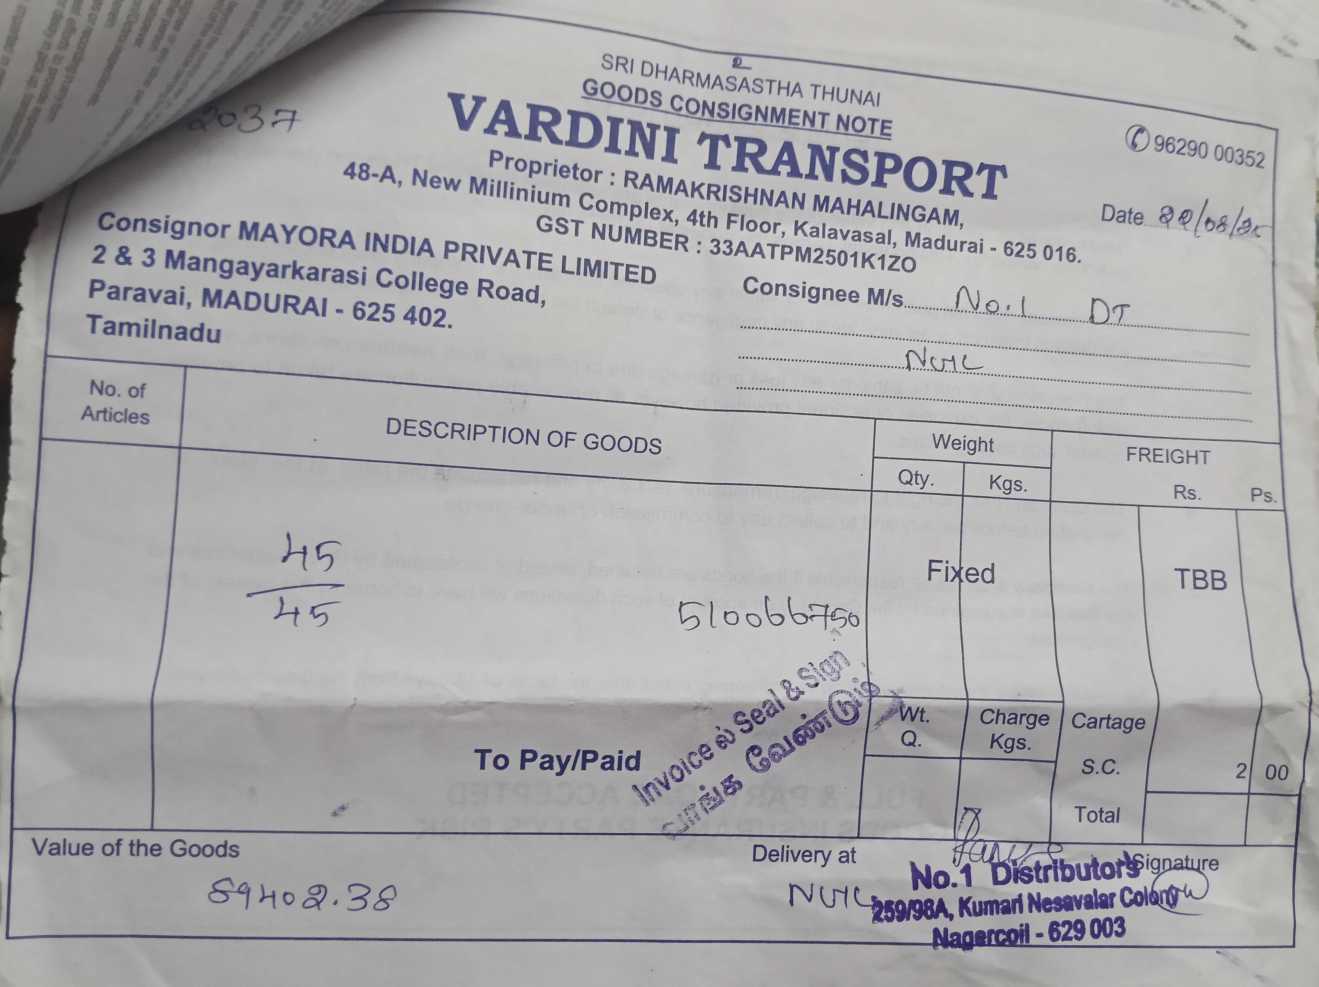 SRI DHARMASASTHA THUNAI
GOODS CONSIGNMENT NOTE
2037
VARDINI TRANSPORT
96290 00352
Proprietor : RAMAKRISHNAN MAHALINGAM,
48-A, New Millinium Complex, 4th Floor, Kalavasal, Madurai - 625 016.
GST NUMBER : 33AATPM2501K1ZO
Date 22/08/25
Consignor MAYORA INDIA PRIVATE LIMITED
2 & 3 Mangayarkarasi College Road,
Paravai, MADURAI - 625 402.
Tamilnadu
Consignee M/s. No.1 DT
No. of Articles
DESCRIPTION OF GOODS
Weight
Qty. Kgs.
FREIGHT
Rs. Ps.
45
45
510066750
Fixed
TBB
Invoice ல் Seal & Sign
வாங்க வேண்டும்
To Pay/Paid
Wt. Q.
Charge Kgs.
Cartage
S.C. 2 00
Total
Value of the Goods
89402.38
Delivery at
Signature
No.1 Distributors
259/98A, Kumari Nesavalar Colony
Nagercoil - 629 003